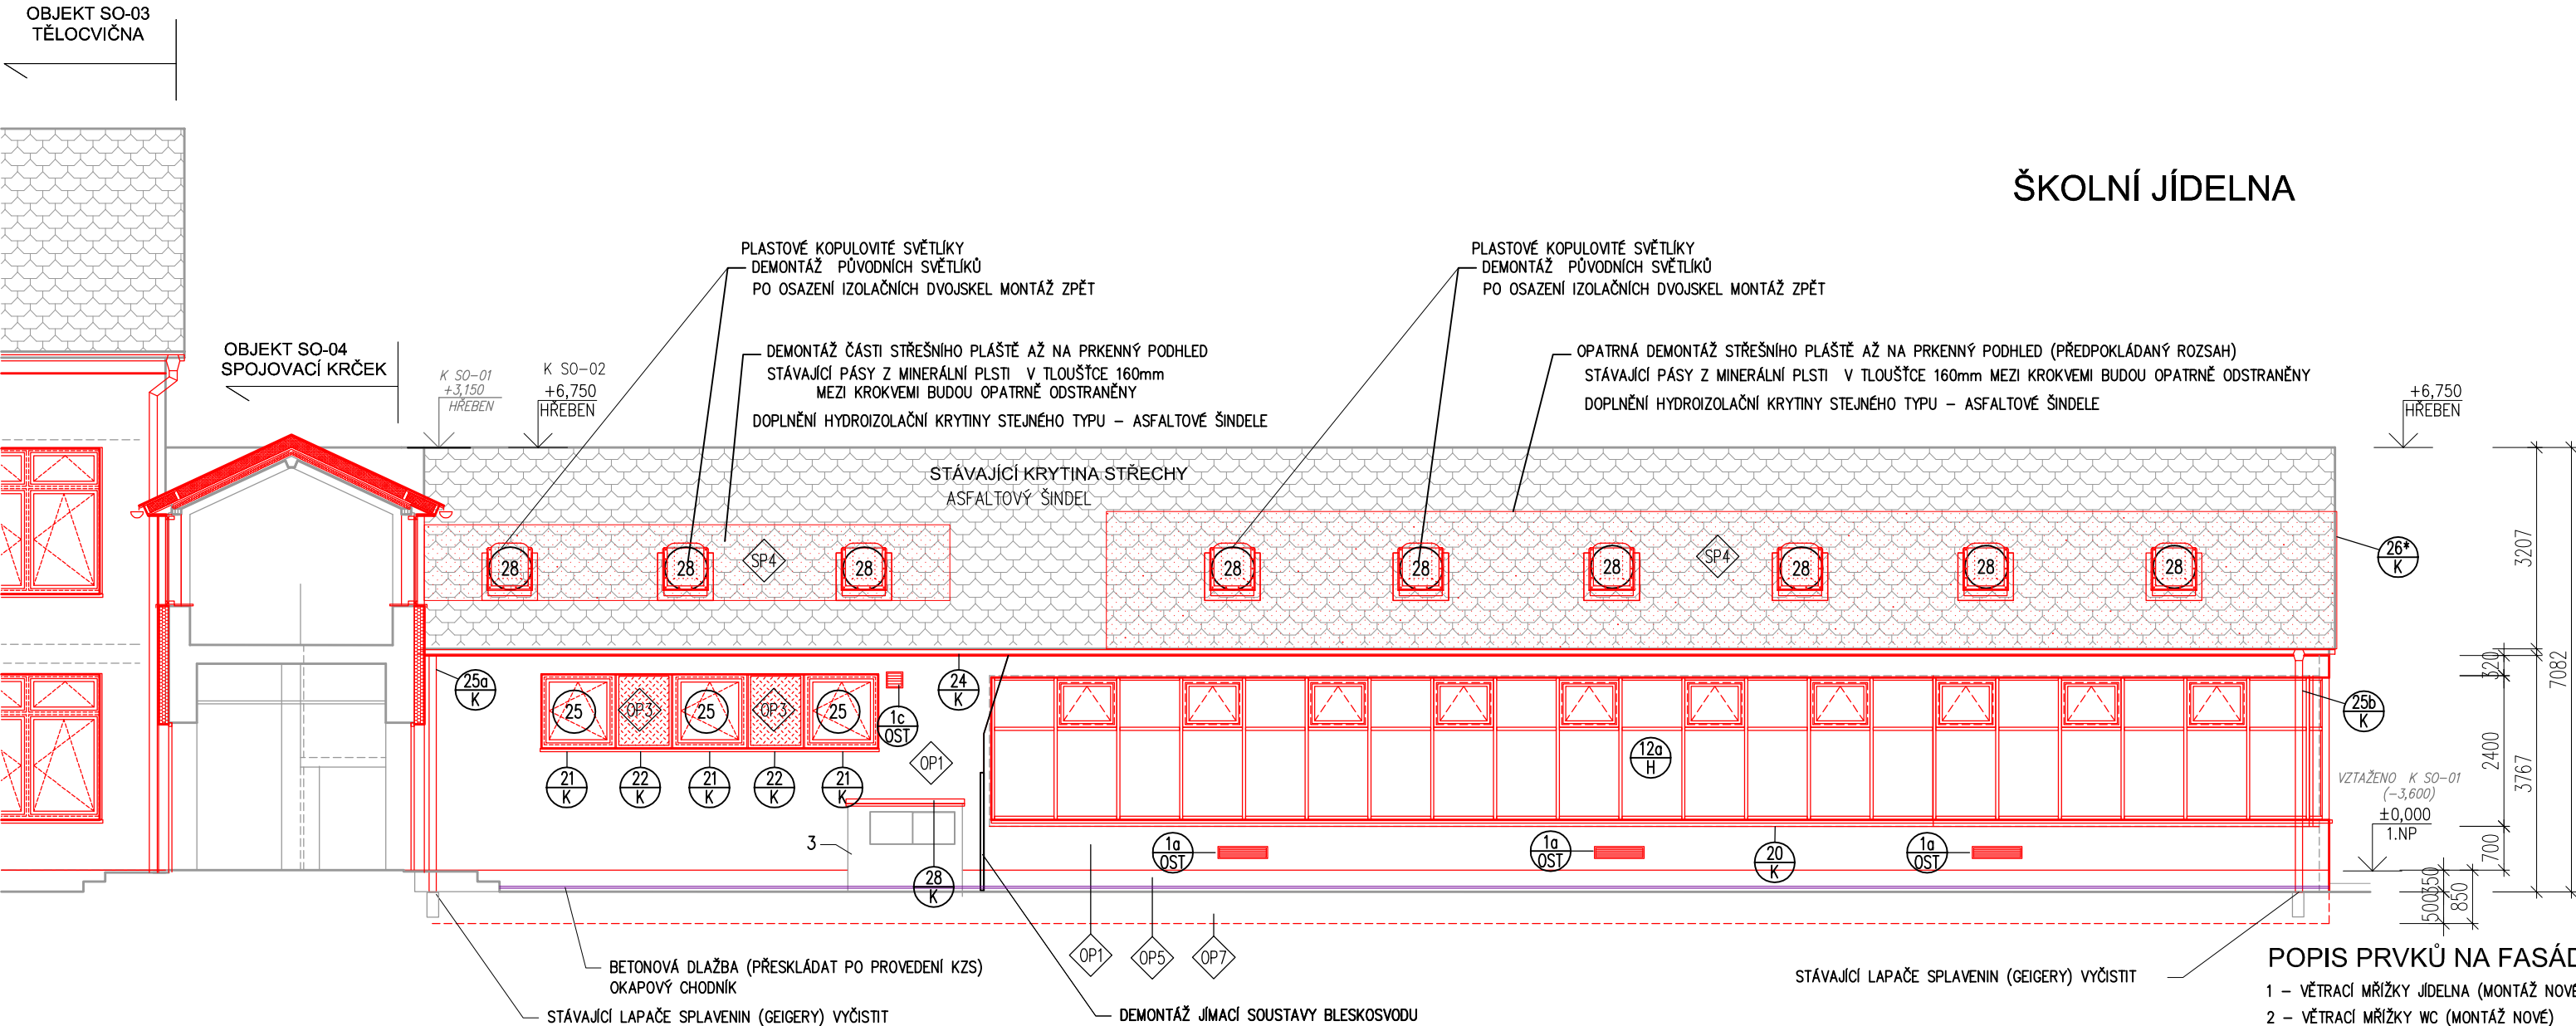 OBJEKT SO-03
TĚLOCVIČNA
ŠKOLNÍ JÍDELNA
PLASTOVÉ KOPULOVITÉ SVĚTLÍKY
DEMONTÁŽ PŮVODNÍCH SVĚTLÍKŮ
PO OSAZENÍ IZOLAČNÍCH DVOJSKEL MONTÁŽ ZPĚT
PLASTOVÉ KOPULOVITÉ SVĚTLÍKY
DEMONTÁŽ PŮVODNÍCH SVĚTLÍKŮ
PO OSAZENÍ IZOLAČNÍCH DVOJSKEL MONTÁŽ ZPĚT
OBJEKT SO-04
SPOJOVACÍ KRČEK
K SO-01
+3,150
HŘEBEN
K SO-02
+6,750
HŘEBEN
DEMONTÁŽ ČÁSTI STŘEŠNÍHO PLÁŠTĚ AŽ NA PRKENNÝ PODHLED
STÁVAJÍCÍ PÁSY Z MINERÁLNÍ PLSTI V TLOUŠŤCE 160mm
MEZI KROKVEMI BUDOU OPATRNĚ ODSTRANĚNY
DOPLNĚNÍ HYDROIZOLAČNÍ KRYTINY STEJNÉHO TYPU – ASFALTOVÉ ŠINDELE
OPATRNÁ DEMONTÁŽ STŘEŠNÍHO PLÁŠTĚ AŽ NA PRKENNÝ PODHLED (PŘEDPOKLÁDANÝ ROZSAH)
STÁVAJÍCÍ PÁSY Z MINERÁLNÍ PLSTI V TLOUŠŤCE 160mm MEZI KROKVEMI BUDOU OPATRNĚ ODSTRANĚNY
DOPLNĚNÍ HYDROIZOLAČNÍ KRYTINY STEJNÉHO TYPU – ASFALTOVÉ ŠINDELE
+6,750
HŘEBEN
STÁVAJÍCÍ KRYTINA STŘECHY
ASFALTOVÝ ŠINDEL
28
28
SP4
28
28
28
28
SP4
28
28
28
26*
K
3207
320
7082
2400
3767
700
350
500
850
25a
K
25
OP3
25
OP3
25
1c
OST
24
K
OP1
21
K
22
K
21
K
22
K
21
K
12a
H
25b
K
VZTAŽENO K SO-01
(-3,600)
±0,000
1.NP
3
28
K
1a
OST
1a
OST
20
K
1a
OST
OP1
OP5
OP7
BETONOVÁ DLAŽBA (PŘESKLÁDAT PO PROVEDENÍ KZS)
OKAPOVÝ CHODNÍK
STÁVAJÍCÍ LAPAČE SPLAVENIN (GEIGERY) VYČISTIT
DEMONTÁŽ JÍMACÍ SOUSTAVY BLESKOSVODU
STÁVAJÍCÍ LAPAČE SPLAVENIN (GEIGERY) VYČISTIT
POPIS PRVKŮ NA FASÁD
1 – VĚTRACÍ MŘÍŽKY JÍDELNA (MONTÁŽ NOVÉ
2 – VĚTRACÍ MŘÍŽKY WC (MONTÁŽ NOVÉ)